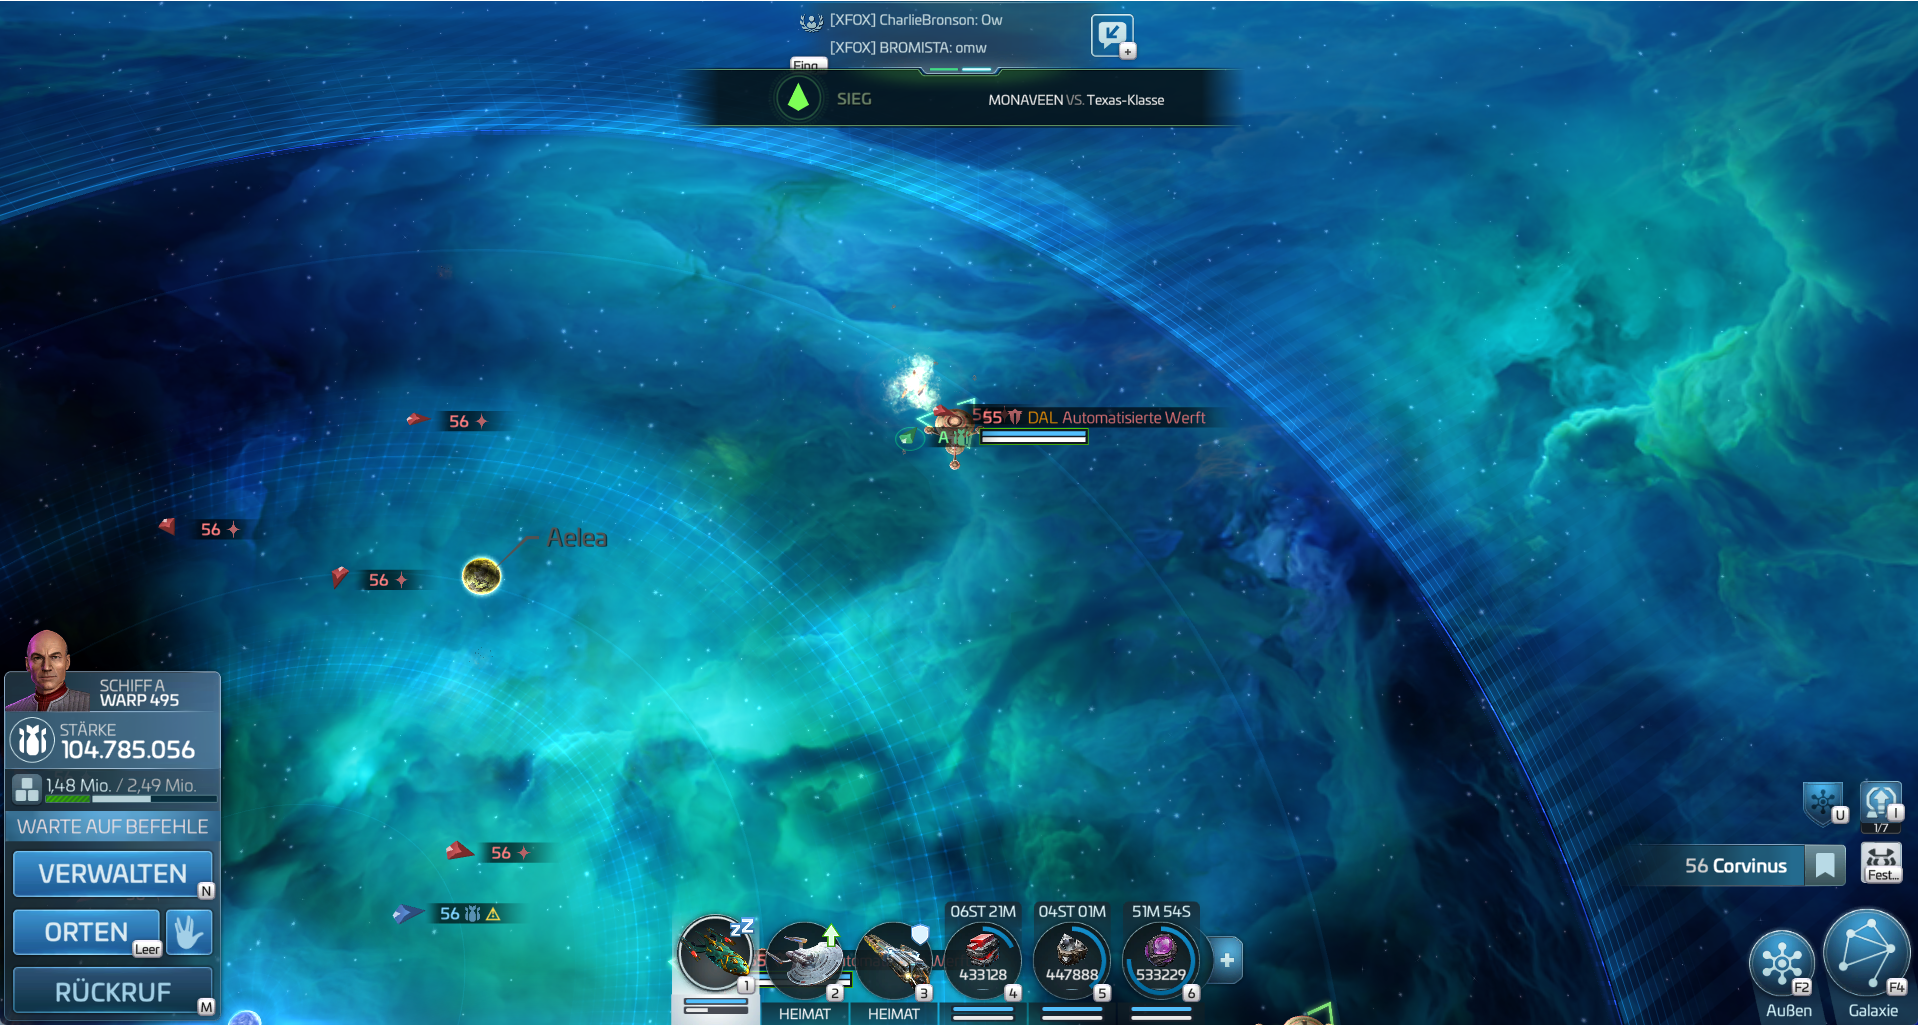 [XFOX] CharlieBronson: Ow
[XFOX] BROMISTA: omw
+
SIEG
MONAVEEN VS. Texas-Klasse
56
55 DAL Automatisierte Werft
A
56
56
Aelea
SCHIFF A
WARP 495
STÄRKE
104.785.056
1,48 Mio. / 2,49 Mio.
WARTE AUF BEFEHLE
VERWALTEN
N
ORTEN
Leer
RÜCKRUF
M
56
56
zZ
1
2
HEIMAT
3
HEIMAT
06ST 21M
433128
4
04ST 01M
447888
5
51M 54S
533229
6
+
U
I
1/7
56 Corvinus
Fest...
F2
Außen
F4
Galaxie